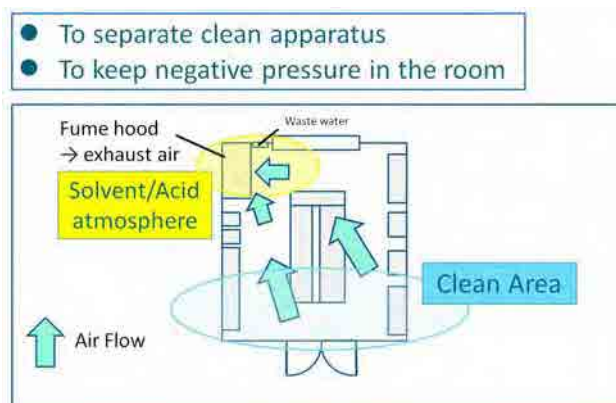 ● To separate clean apparatus
● To keep negative pressure in the room
Waste water
Fume hood
→ exhaust air
Solvent/Acid
atmosphere
Clean Area
Air Flow